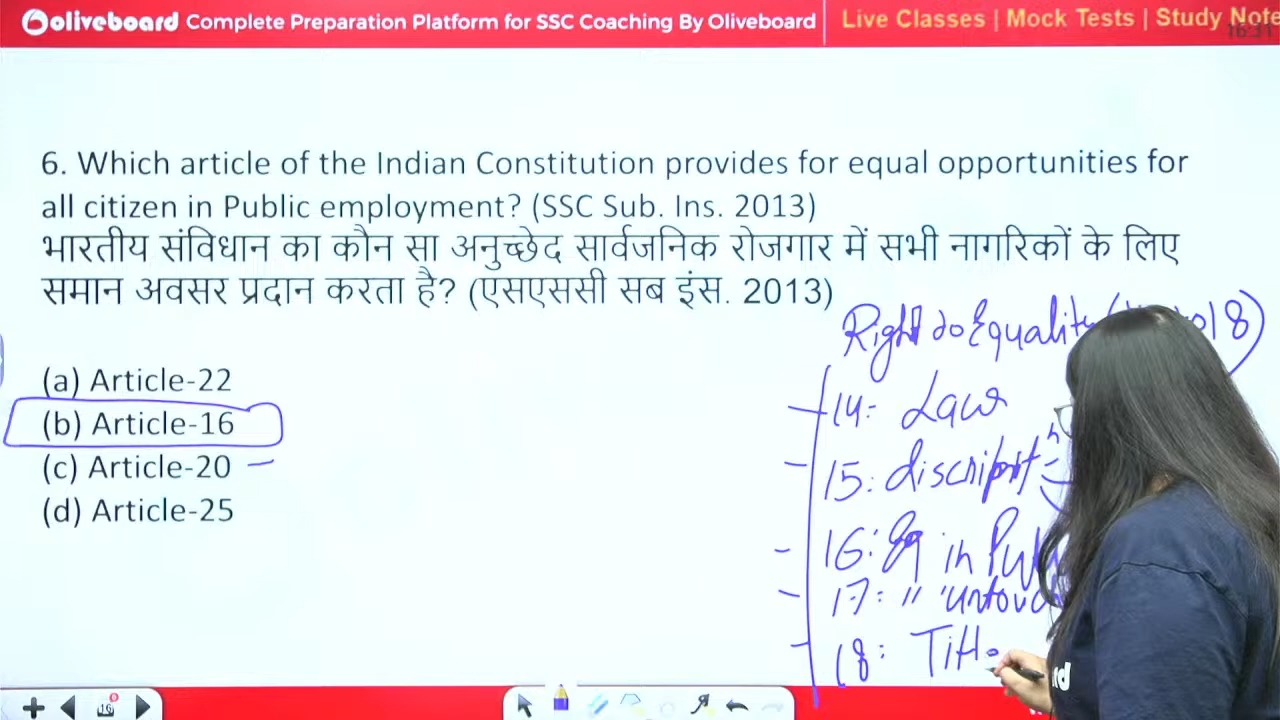 oliveboard Complete Preparation Platform for SSC Coaching By Oliveboard
Live Classes | Mock Tests | Study Note
16:31
6. Which article of the Indian Constitution provides for equal opportunities for
all citizen in Public employment? (SSC Sub. Ins. 2013)
भारतीय संविधान का कौन सा अनुच्छेद सार्वजनिक रोजगार में सभी नागरिकों के लिए
समान अवसर प्रदान करता है? (एसएससी सब इंस. 2013)
(a) Article-22
(b) Article-16
(c) Article-20
(d) Article-25
Right to Equality 18)
14: Law
15:
16: in
17: "
18: